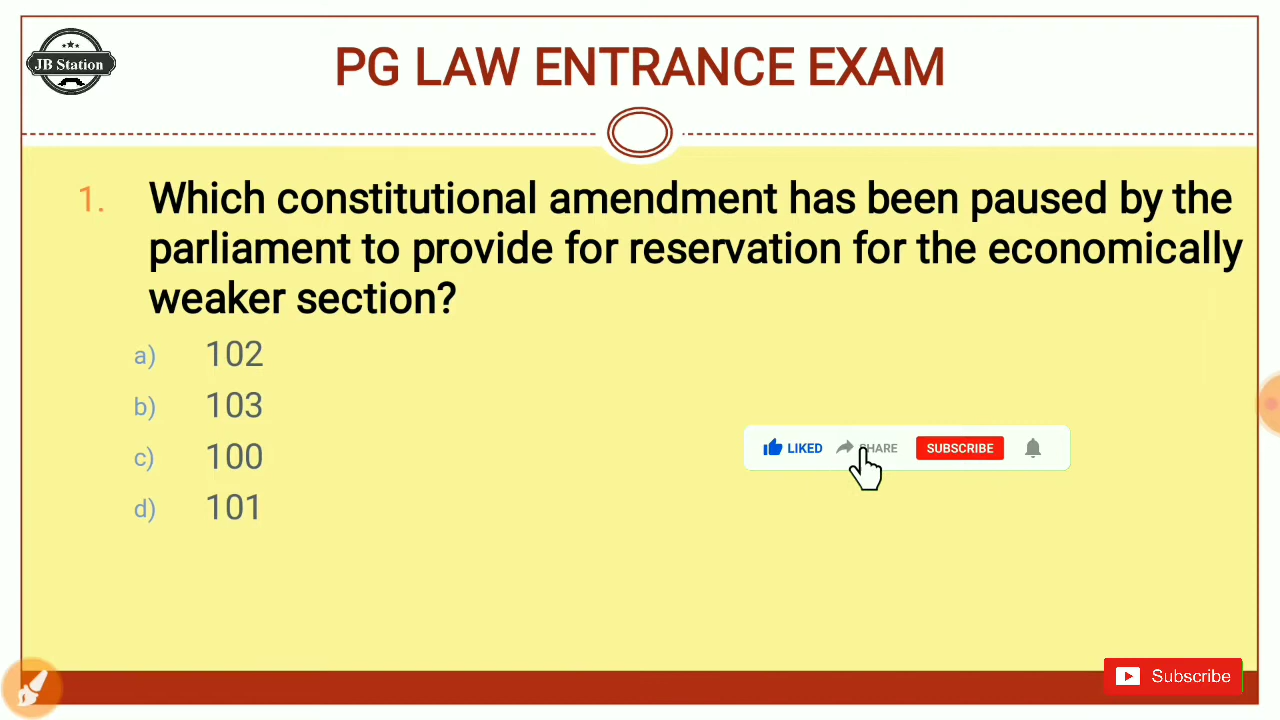 JB Station
PG LAW ENTRANCE EXAM
1. Which constitutional amendment has been paused by the
parliament to provide for reservation for the economically
weaker section?
a) 102
b) 103
c) 100
d) 101
LIKED SHARE SUBSCRIBE
Subscribe